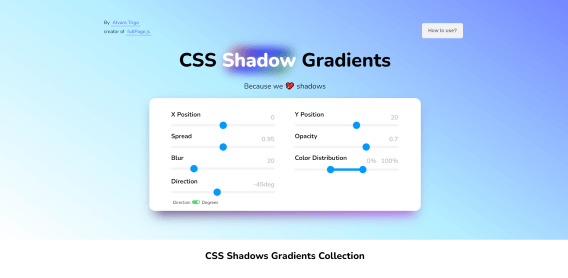 By Alvaro Trigo
creator of fullPage.js
How to use?
CSS Shadow Gradients
Because we ❤️ shadows
X Position 0
Y Position 20
Spread 0.95
Opacity 0.7
Blur 20
Color Distribution 0% 100%
Direction -45deg
Direction Degrees
CSS Shadows Gradients Collection